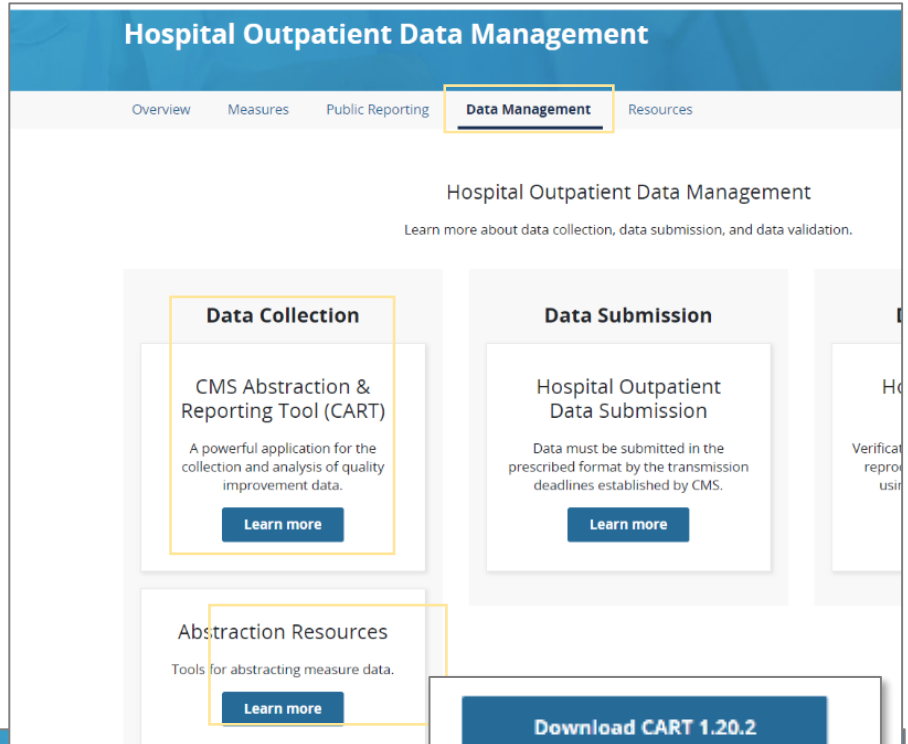 Hospital Outpatient Data Management
Overview Measures Public Reporting Data Management Resources
Hospital Outpatient Data Management
Learn more about data collection, data submission, and data validation.
Data Collection
CMS Abstraction &
Reporting Tool (CART)
A powerful application for the
collection and analysis of quality
improvement data.
Learn more
Abstraction Resources
Tools for abstracting measure data.
Learn more
Data Submission
Hospital Outpatient
Data Submission
Data must be submitted in the
prescribed format by the transmission
deadlines established by CMS.
Learn more
Download CART 1.20.2